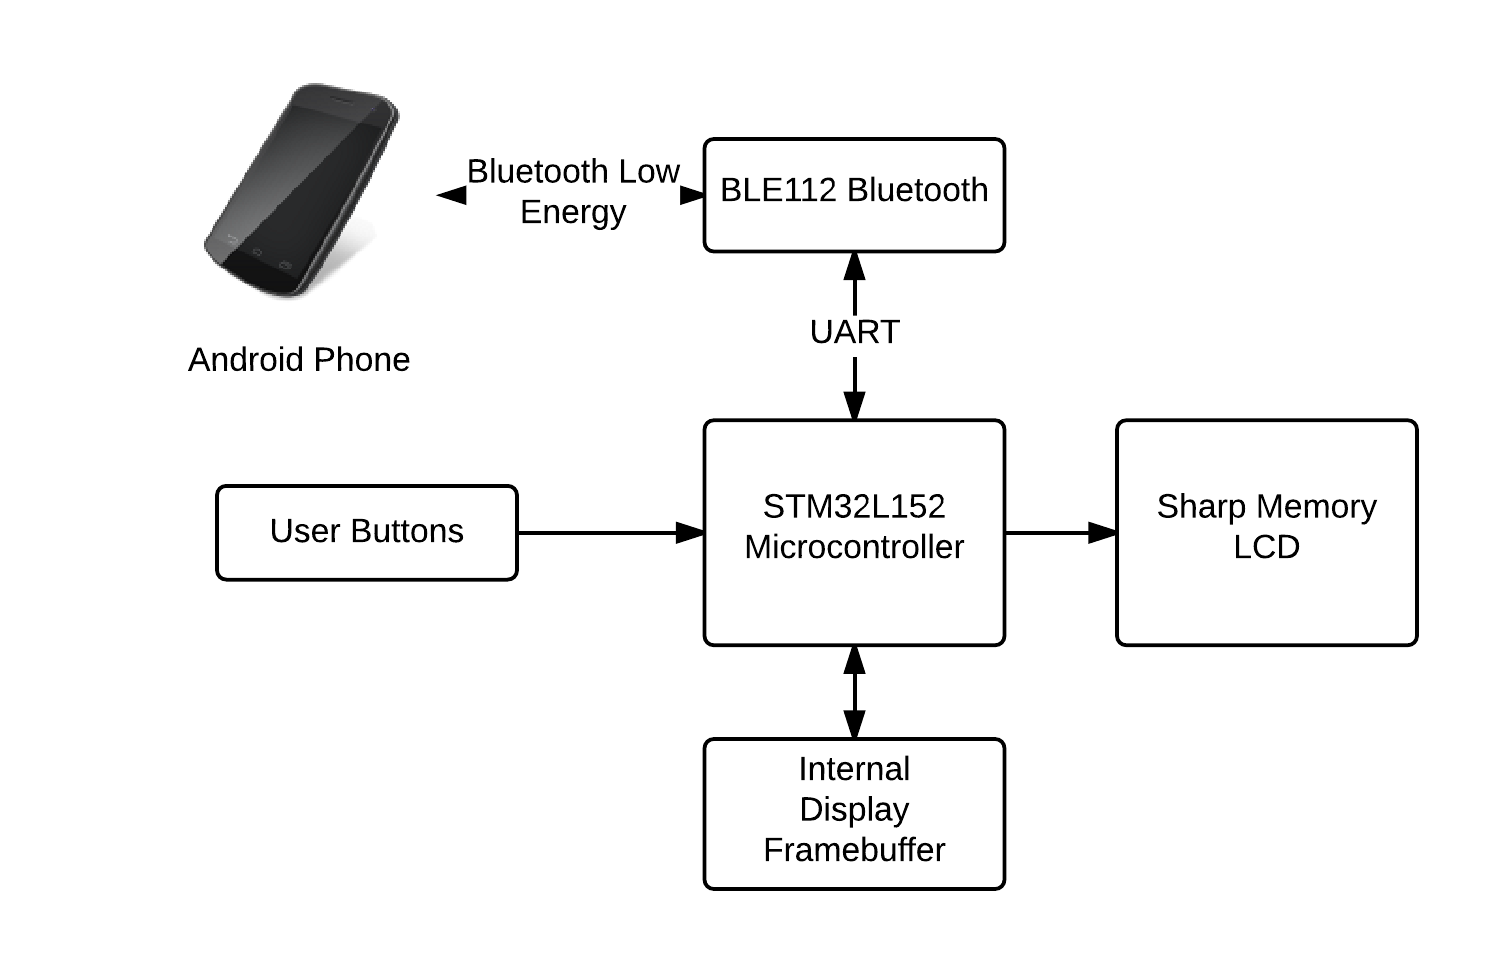 Bluetooth Low
Energy
BLE112 Bluetooth
UART
Android Phone
User Buttons
STM32L152
Microcontroller
Sharp Memory
LCD
Internal
Display
Framebuffer